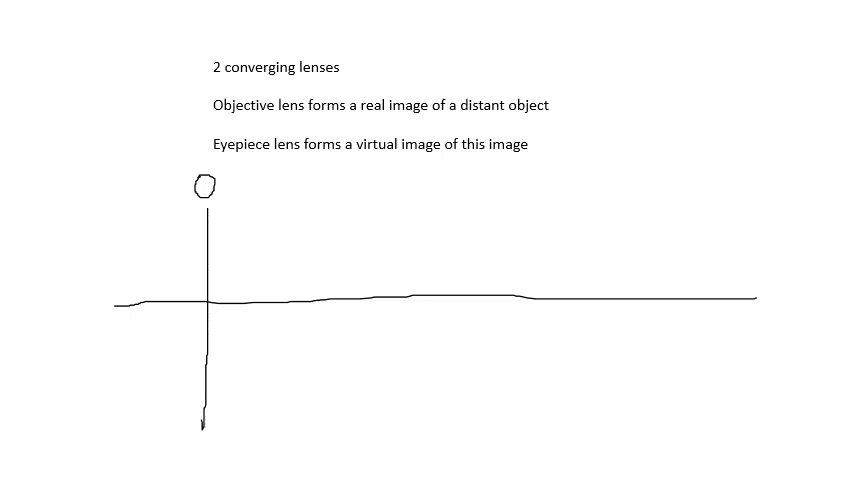 2 converging lenses
Objective lens forms a real image of a distant object
Eyepiece lens forms a virtual image of this image
O